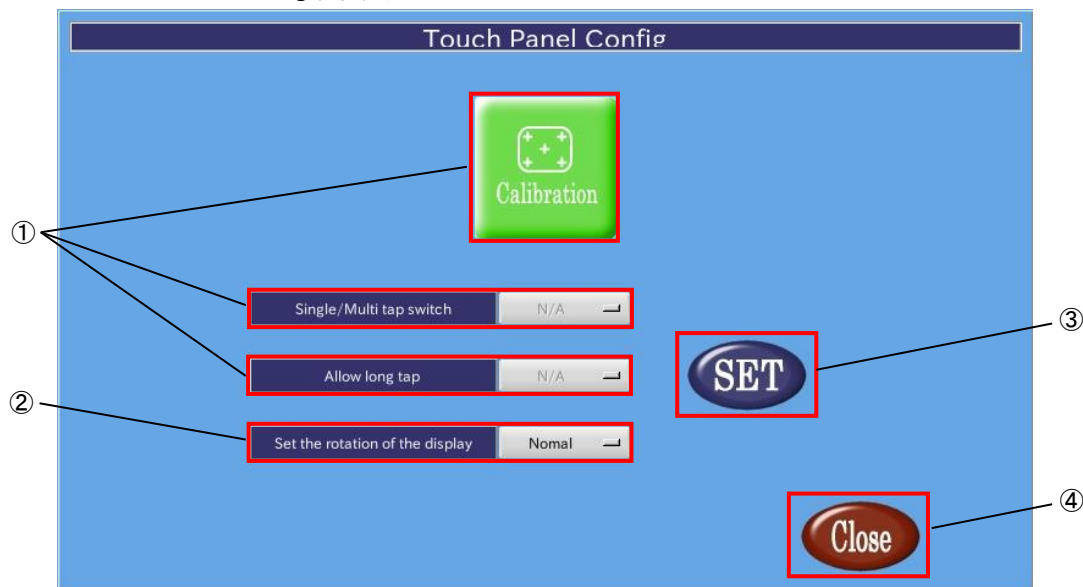 Touch Panel Config
Calibration
①
Single/Multi tap switch N/A
③
Allow long tap N/A
SET
②
Set the rotation of the display Nomal
④
Close